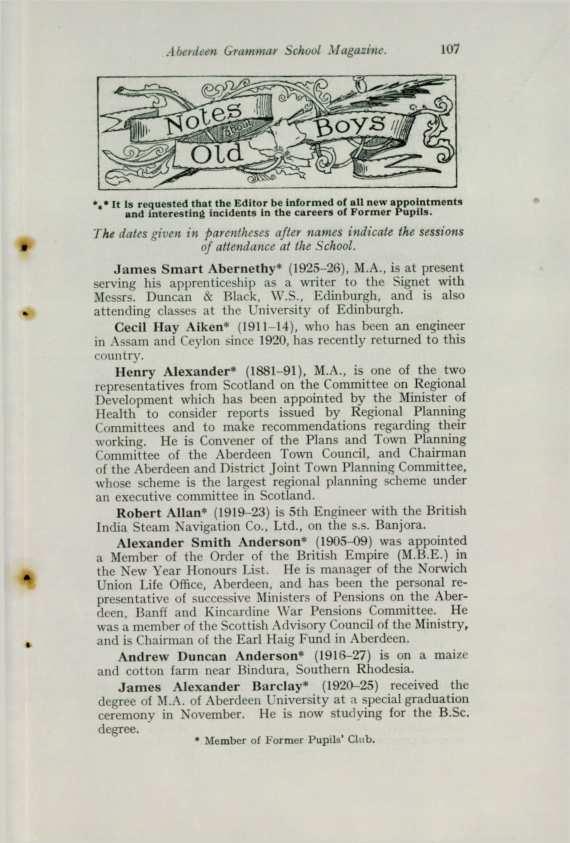 Aberdeen Grammar School Magazine. 107
Notes
About
Old
Boys
*** It is requested that the Editor be informed of all new appointments
and interesting incidents in the careers of Former Pupils.
The dates given in parentheses after names indicate the sessions
of attendance at the School.
James Smart Abernethy* (1925–26), M.A., is at present
serving his apprenticeship as a writer to the Signet with
Messrs. Duncan & Black, W.S., Edinburgh, and is also
attending classes at the University of Edinburgh.
Cecil Hay Aiken* (1911–14), who has been an engineer
in Assam and Ceylon since 1920, has recently returned to this
country.
Henry Alexander* (1881–91), M.A., is one of the two
representatives from Scotland on the Committee on Regional
Development which has been appointed by the Minister of
Health to consider reports issued by Regional Planning
Committees and to make recommendations regarding their
working. He is Convener of the Plans and Town Planning
Committee of the Aberdeen Town Council, and Chairman
of the Aberdeen and District Joint Town Planning Committee,
whose scheme is the largest regional planning scheme under
an executive committee in Scotland.
Robert Allan* (1919–23) is 5th Engineer with the British
India Steam Navigation Co., Ltd., on the s.s. Banjora.
Alexander Smith Anderson* (1905–09) was appointed
a Member of the Order of the British Empire (M.B.E.) in
the New Year Honours List. He is manager of the Norwich
Union Life Office, Aberdeen, and has been the personal re-
presentative of successive Ministers of Pensions on the Aber-
deen, Banff and Kincardine War Pensions Committee. He
was a member of the Scottish Advisory Council of the Ministry,
and is Chairman of the Earl Haig Fund in Aberdeen.
Andrew Duncan Anderson* (1916–27) is on a maize
and cotton farm near Bindura, Southern Rhodesia.
James Alexander Barclay* (1920–25) received the
degree of M.A. of Aberdeen University at a special graduation
ceremony in November. He is now studying for the B.Sc.
degree.
* Member of Former Pupils' Club.